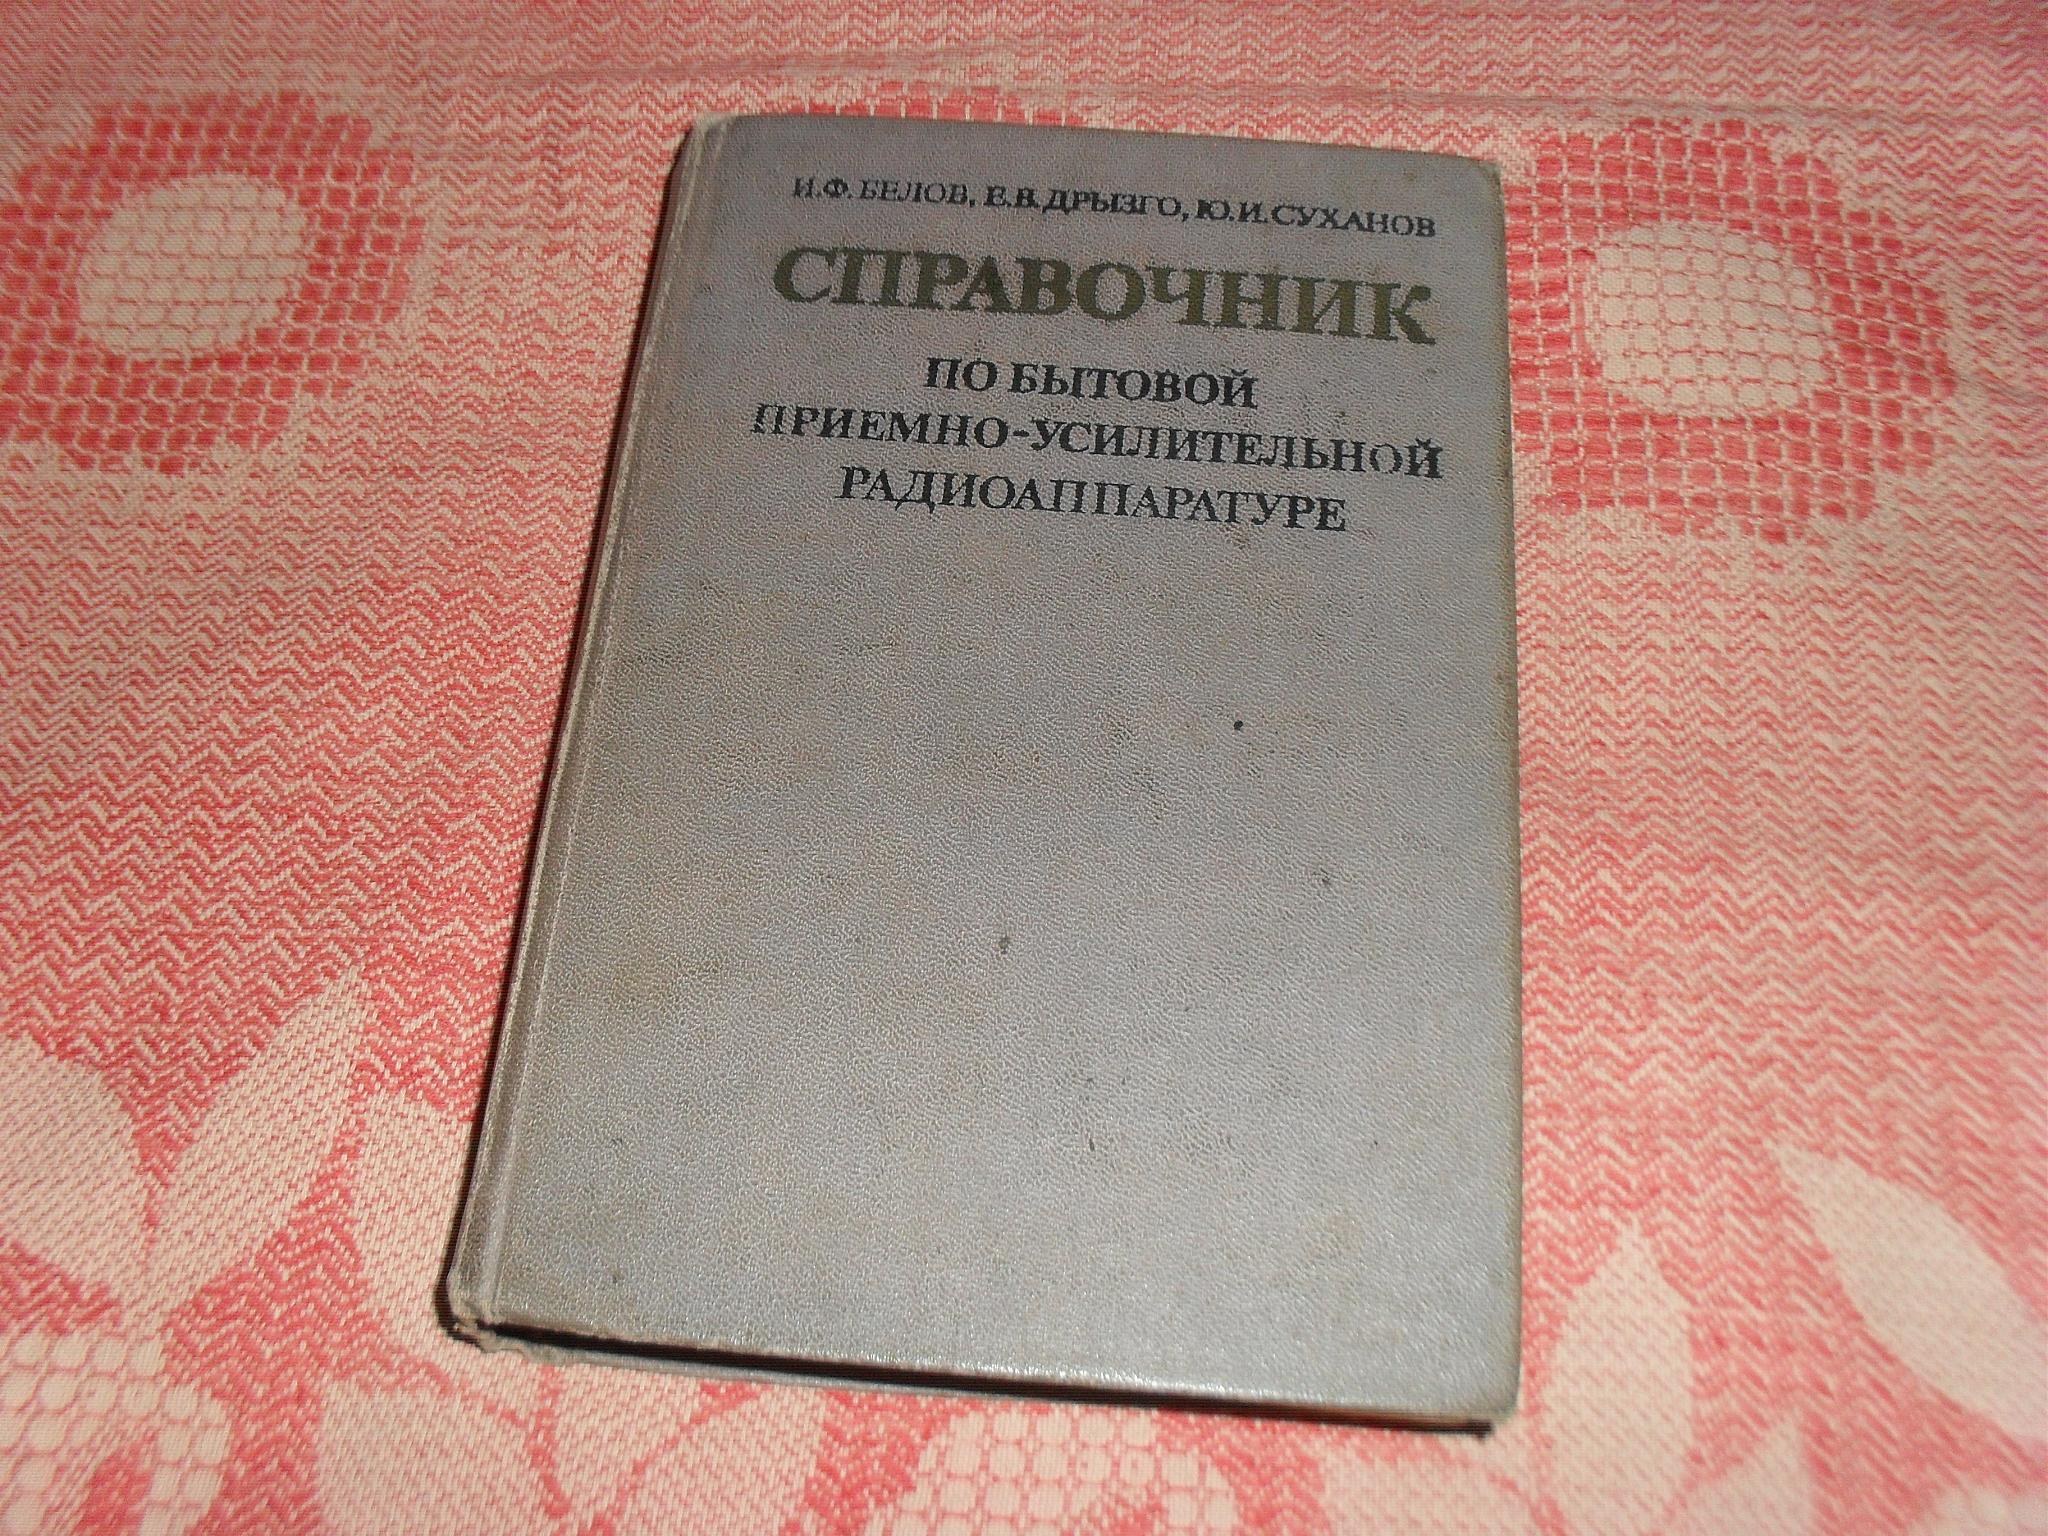 И.Ф. БЕЛОВ, Е.В. ДРЫЗГО, Ю.И. СУХАНОВ
СПРАВОЧНИК
ПО БЫТОВОЙ
ПРИЕМНО-УСИЛИТЕЛЬНОЙ
РАДИОАППАРАТУРЕ